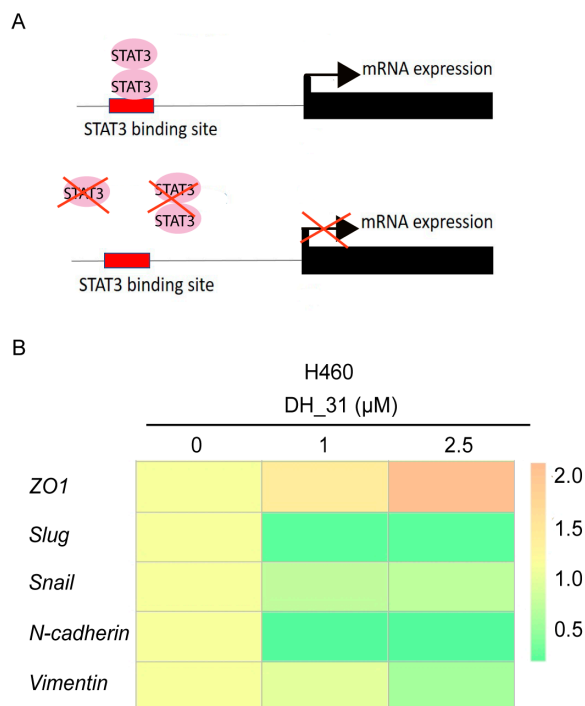 A
STAT3
STAT3
mRNA expression
STAT3 binding site
STAT3
STAT3
STAT3
mRNA expression
STAT3 binding site
B
H460
DH_31 (µM)
0 1 2.5
ZO1
Slug
Snail
N-cadherin
Vimentin
2.0
1.5
1.0
0.5